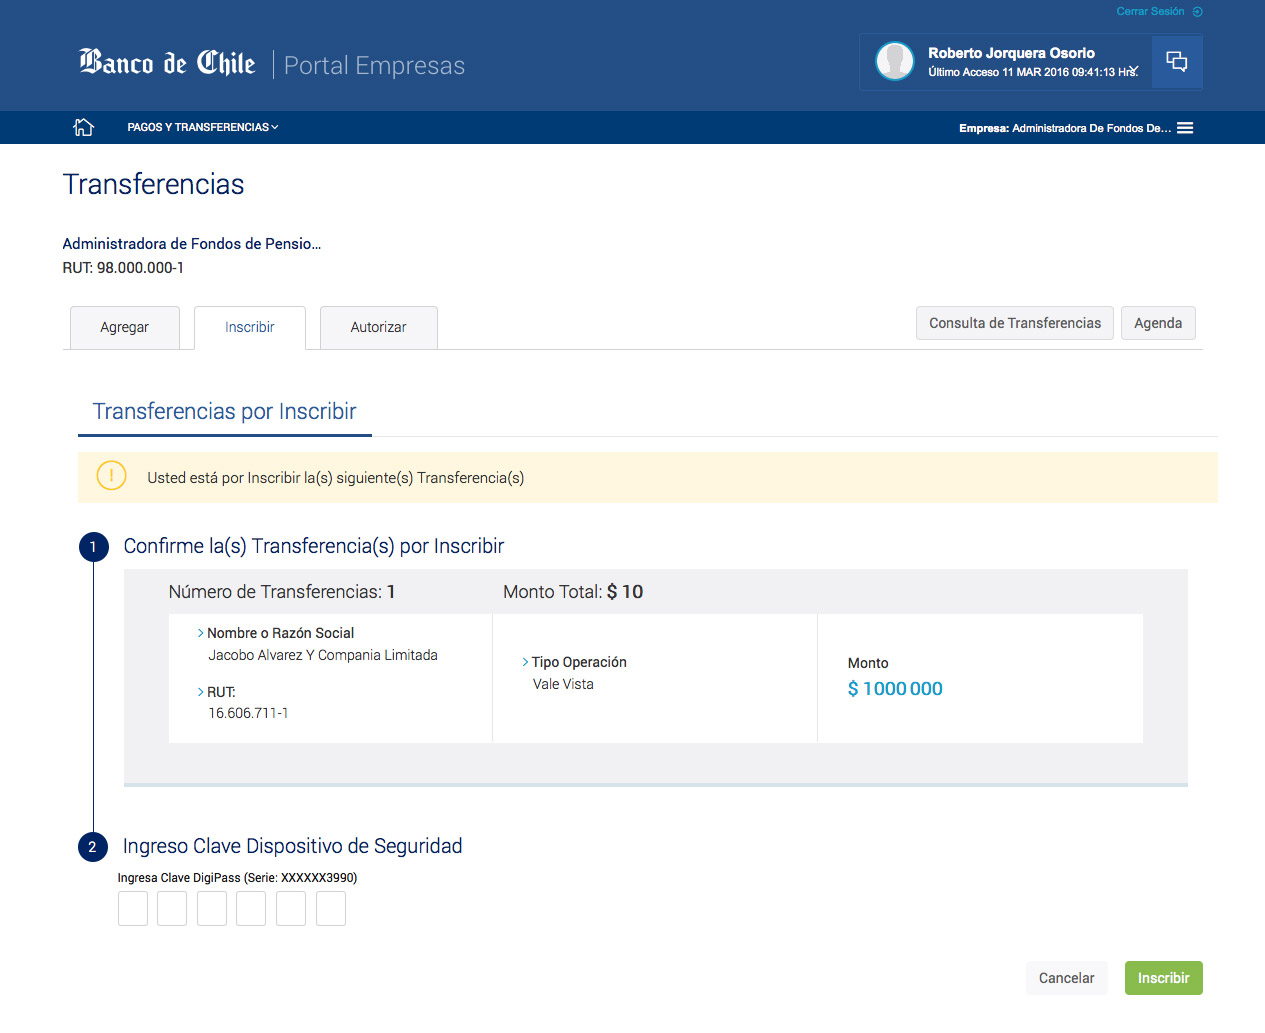 Cerrar Sesión
Banco de Chile | Portal Empresas
Roberto Jorquera Osorio
Último Acceso 11 MAR 2016 09:41:13 Hrs.
PAGOS Y TRANSFERENCIAS
Empresa: Administradora De Fondos De...
Transferencias
Administradora de Fondos de Pensio...
RUT: 98.000.000-1
Agregar
Inscribir
Autorizar
Consulta de Transferencias
Agenda
Transferencias por Inscribir
! Usted está por Inscribir la(s) siguiente(s) Transferencia(s)
1 Confirme la(s) Transferencia(s) por Inscribir
Número de Transferencias: 1
Monto Total: $ 10
Nombre o Razón Social
Jacobo Alvarez Y Compania Limitada
RUT:
16.606.711-1
Tipo Operación
Vale Vista
Monto
$ 1000 000
2 Ingreso Clave Dispositivo de Seguridad
Ingresa Clave DigiPass (Serie: XXXXXX3990)
Cancelar
Inscribir